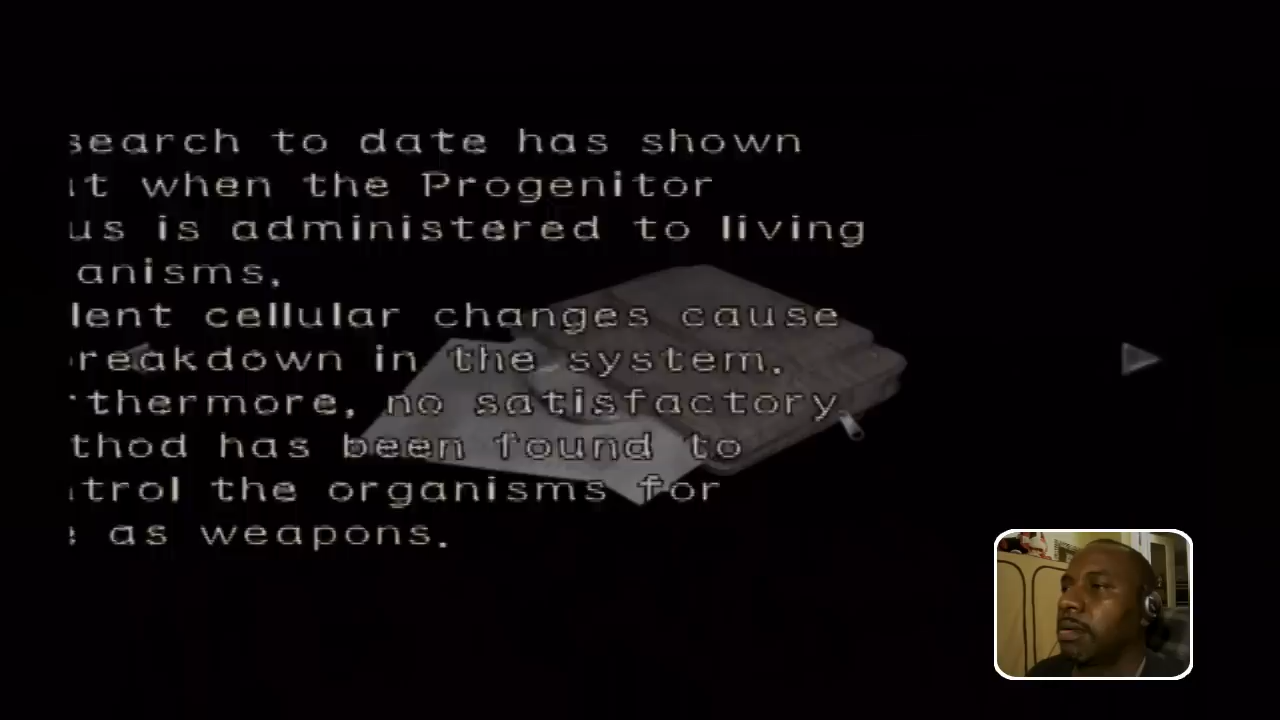 search to date has shown
t when the Progenitor
us is administered to living
anisms,
lent cellular changes cause
reakdown in the system.
thermore, no satisfactory
thod has been found to
trol the organisms for
as weapons.